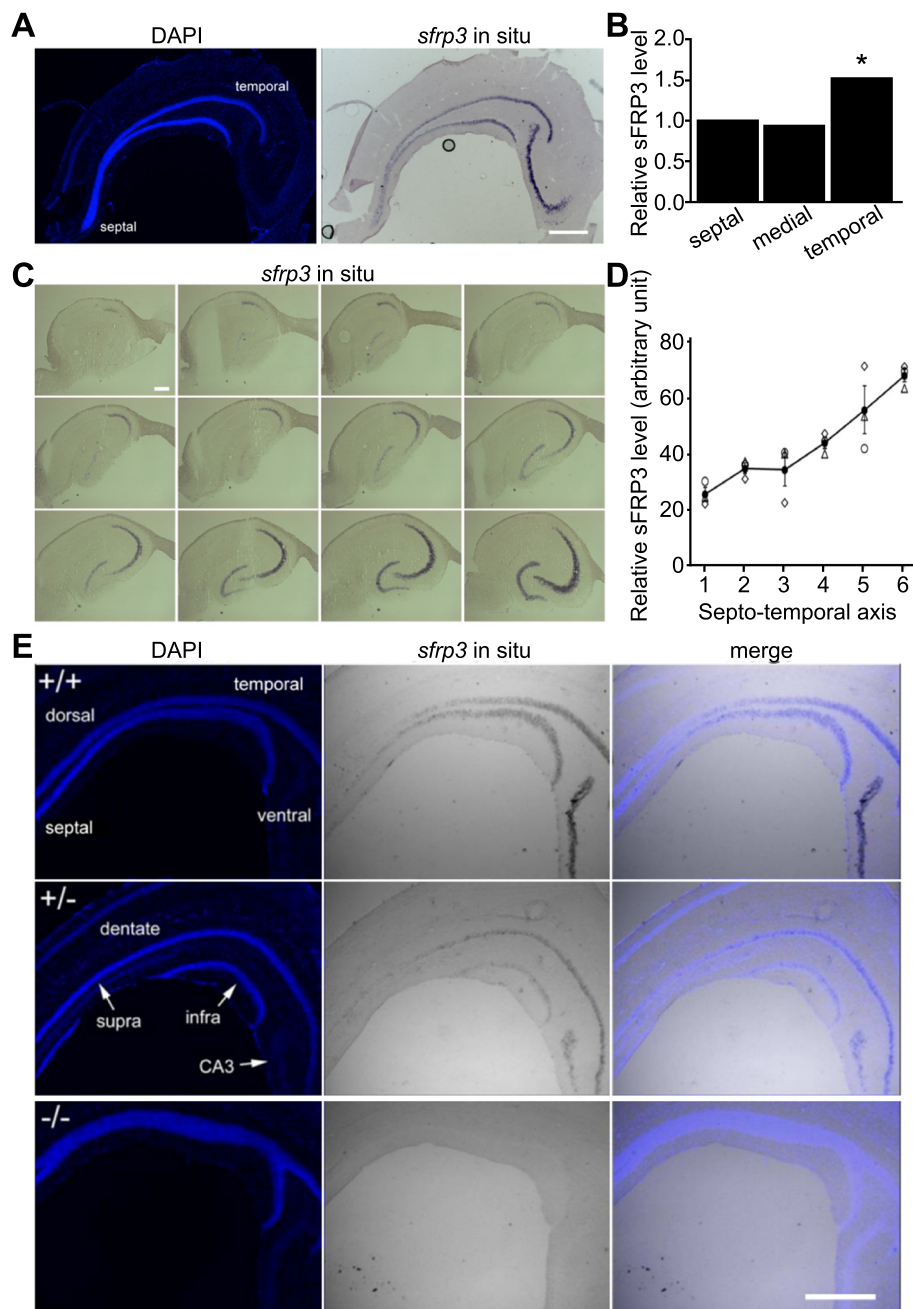 A
DAPI
sfrp3 in situ
temporal
septal
B
Relative sFRP3 level
2.0
1.5
1.0
0.5
0.0
*
septal
medial
temporal
C
sfrp3 in situ
D
Relative sFRP3 level (arbitrary unit)
80
60
40
20
0
1 2 3 4 5 6
Septo-temporal axis
E
DAPI
sfrp3 in situ
merge
+/+
temporal
dorsal
septal
ventral
+/-
dentate
supra
infra
CA3
-/-